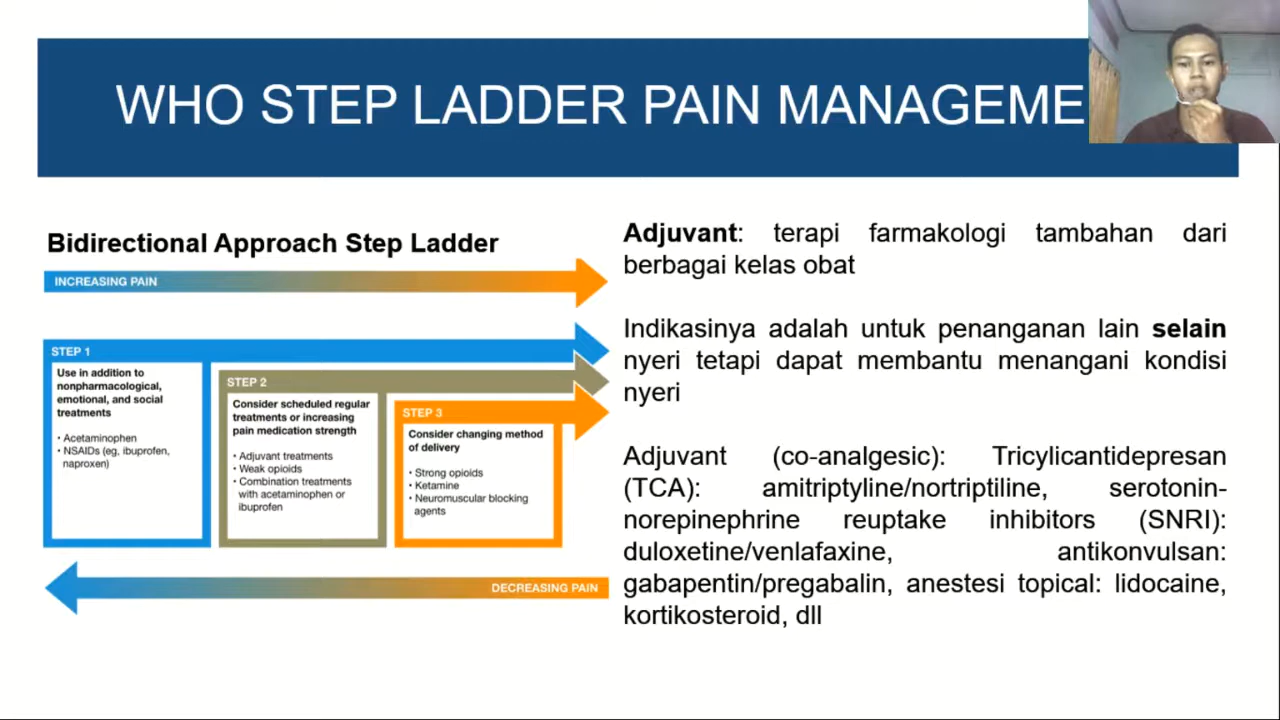 WHO STEP LADDER PAIN MANAGEME
Bidirectional Approach Step Ladder
INCREASING PAIN
STEP 1
Use in addition to
nonpharmacological,
emotional, and social
treatments
· Acetaminophen
· NSAIDs (eg, ibuprofen,
naproxen)
STEP 2
Consider scheduled regular
treatments or increasing
pain medication strength
· Adjuvant treatments
· Weak opioids
· Combination treatments
with acetaminophen or
ibuprofen
STEP 3
Consider changing method
of delivery
· Strong opioids
· Ketamine
· Neuromuscular blocking
agents
DECREASING PAIN
Adjuvant: terapi farmakologi tambahan dari
berbagai kelas obat
Indikasinya adalah untuk penanganan lain selain
nyeri tetapi dapat membantu menangani kondisi
nyeri
Adjuvant (co-analgesic): Tricylicantidepresan
(TCA): amitriptyline/nortriptiline, serotonin-
norepinephrine reuptake inhibitors (SNRI):
duloxetine/venlafaxine, antikonvulsan:
gabapentin/pregabalin, anestesi topical: lidocaine,
kortikosteroid, dll